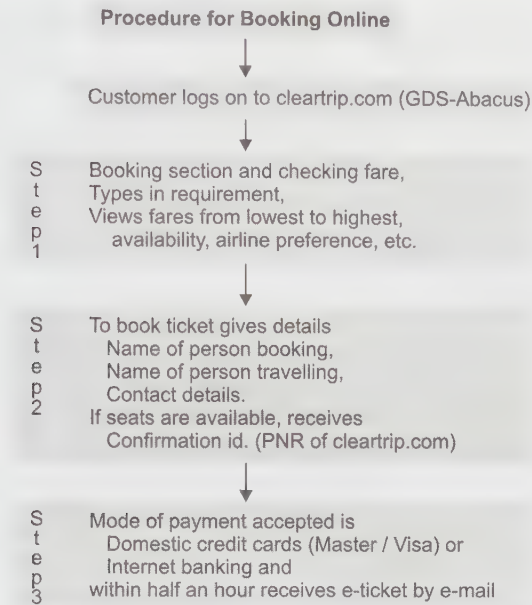 Procedure for Booking Online
Customer logs on to cleartrip.com (GDS-Abacus)
Step1
Booking section and checking fare,
Types in requirement,
Views fares from lowest to highest,
availability, airline preference, etc.
Step2
To book ticket gives details
Name of person booking,
Name of person travelling,
Contact details.
If seats are available, receives
Confirmation id. (PNR of cleartrip.com)
Step3
Mode of payment accepted is
Domestic credit cards (Master / Visa) or
Internet banking and
within half an hour receives e-ticket by e-mail